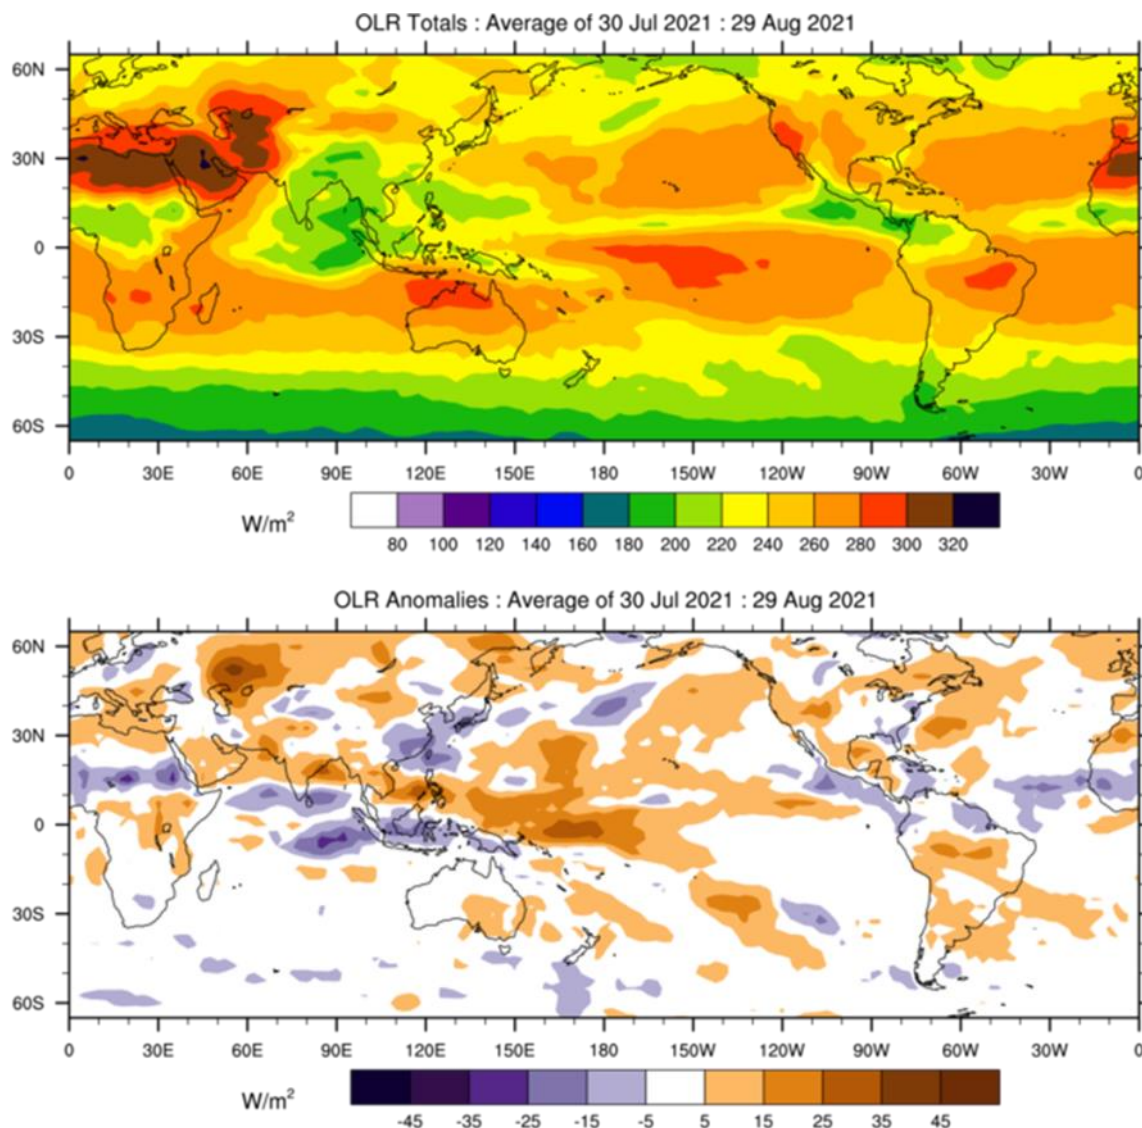 OLR Totals : Average of 30 Jul 2021 : 29 Aug 2021
60N
30N
0
30S
60S
0 30E 60E 90E 120E 150E 180 150W 120W 90W 60W 30W 0
W/m²
80 100 120 140 160 180 200 220 240 260 280 300 320
OLR Anomalies : Average of 30 Jul 2021 : 29 Aug 2021
60N
30N
0
30S
60S
0 30E 60E 90E 120E 150E 180 150W 120W 90W 60W 30W 0
W/m²
-45 -35 -25 -15 -5 5 15 25 35 45